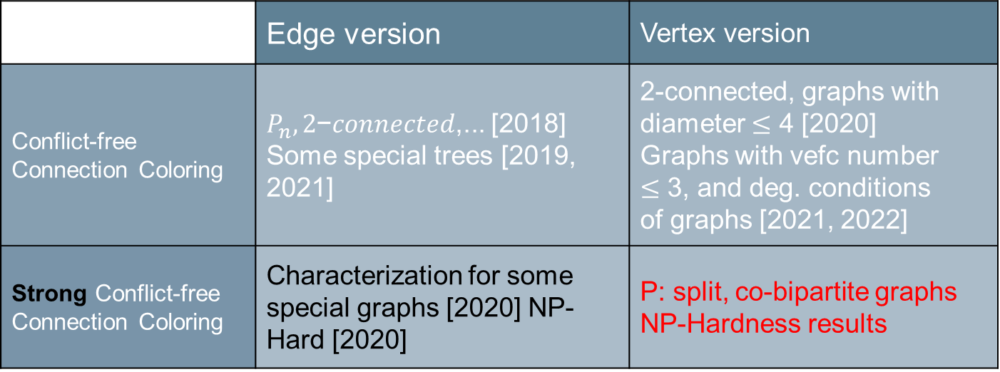 Edge version
Vertex version
Conflict-free
Connection Coloring
𝑃𝑛, 2−𝑐𝑜𝑛𝑛𝑒𝑐𝑡𝑒𝑑,... [2018]
Some special trees [2019,
2021]
2-connected, graphs with
diameter ≤ 4 [2020]
Graphs with vefc number
≤ 3, and deg. conditions
of graphs [2021, 2022]
Strong Conflict-free
Connection Coloring
Characterization for some
special graphs [2020] NP-
Hard [2020]
P: split, co-bipartite graphs
NP-Hardness results